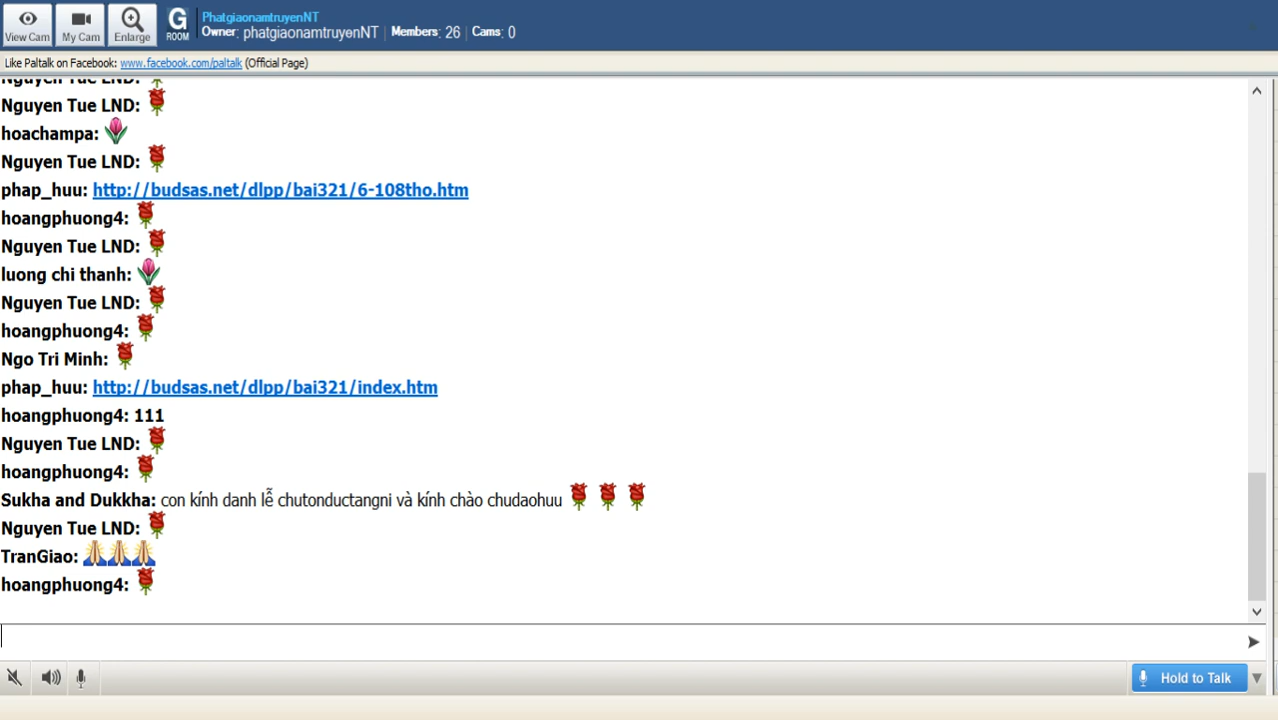 PhatgiaonamtruyenNT
View Cam
My Cam
Enlarge
G ROOM
Owner: phatgiaonamtruyenNT Members: 26 Cams: 0
Like Paltalk on Facebook: www.facebook.com/paltalk (Official Page)
Nguyen Tue LND:
Nguyen Tue LND:
hoachampa:
Nguyen Tue LND:
phap_huu: http://budsas.net/dlpp/bai321/6-108tho.htm
hoangphuong4:
Nguyen Tue LND:
luong chi thanh:
Nguyen Tue LND:
hoangphuong4:
Ngo Tri Minh:
phap_huu: http://budsas.net/dlpp/bai321/index.htm
hoangphuong4: 111
Nguyen Tue LND:
hoangphuong4:
Sukha and Dukkha: con kính danh lễ chutonductangni và kính chào chudaohuu
Nguyen Tue LND:
TranGiao:
hoangphuong4:
Hold to Talk